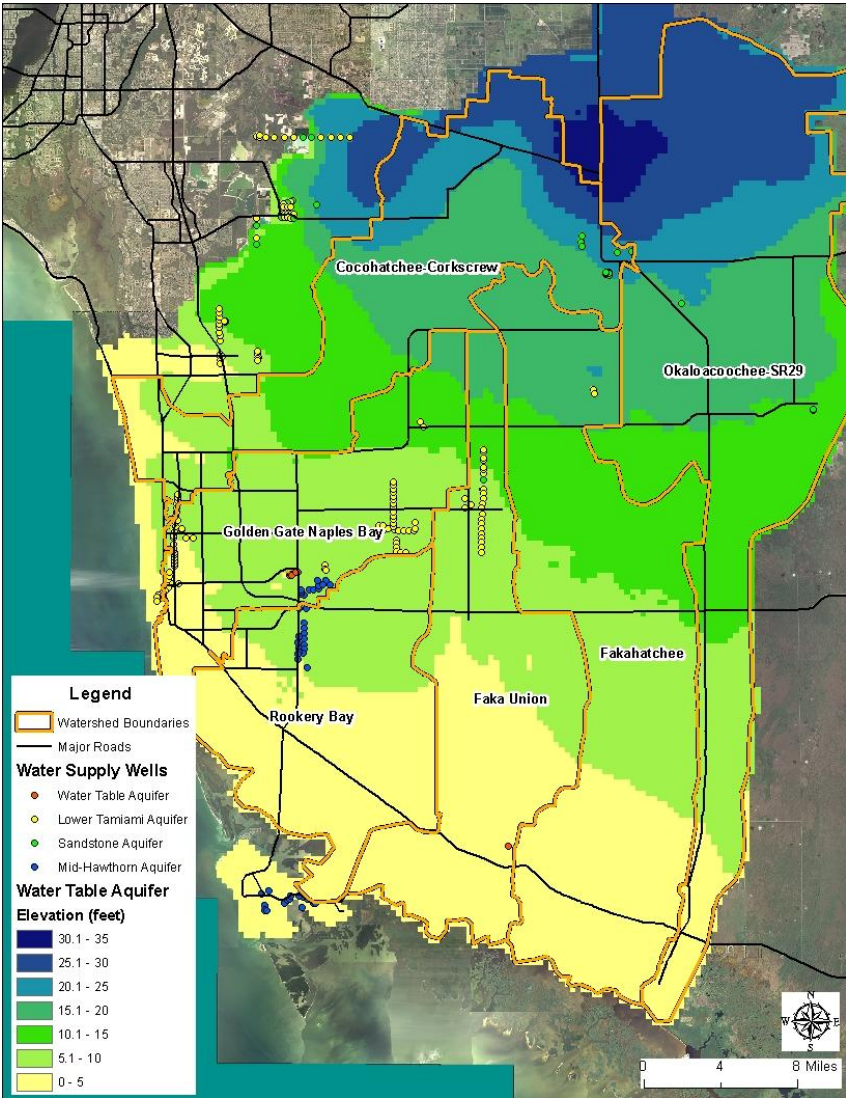 Cocohatchee-Corkscrew
Okaloacoochee-SR29
Golden Gate Naples Bay
Fakahatchee
Faka Union
Rookery Bay
Legend
Watershed Boundaries
Major Roads
Water Supply Wells
Water Table Aquifer
Lower Tamiami Aquifer
Sandstone Aquifer
Mid-Hawthorn Aquifer
Water Table Aquifer
Elevation (feet)
30.1 - 35
25.1 - 30
20.1 - 25
15.1 - 20
10.1 - 15
5.1 - 10
0 - 5
N
W E
S
0 4 8 Miles